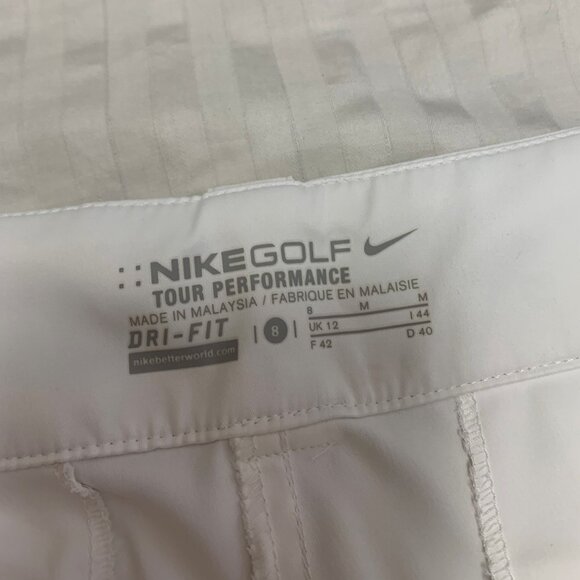 NIKEGOLF
TOUR PERFORMANCE
MADE IN MALAYSIA / FABRIQUE EN MALAISIE
DRI-FIT
nikebetterworld.com
8
8 M M
UK 12 I 44
F 42 D 40